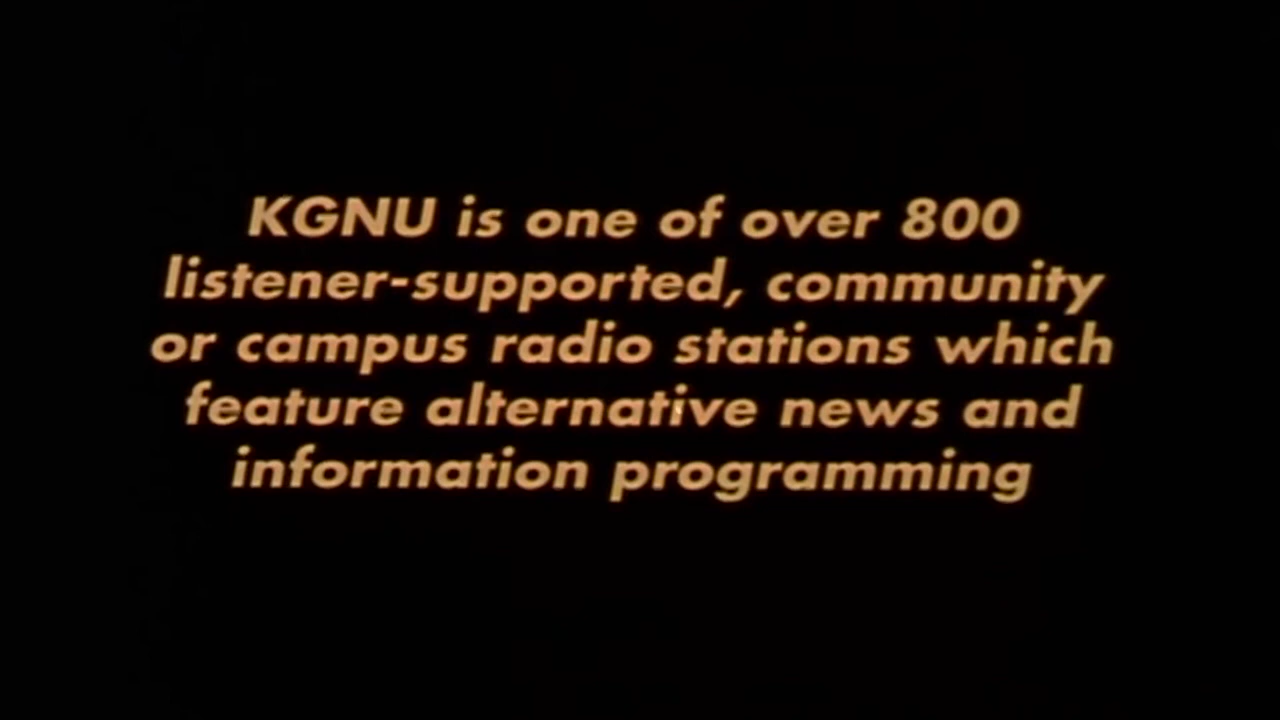 KGNU is one of over 800
listener-supported, community
or campus radio stations which
feature alternative news and
information programming